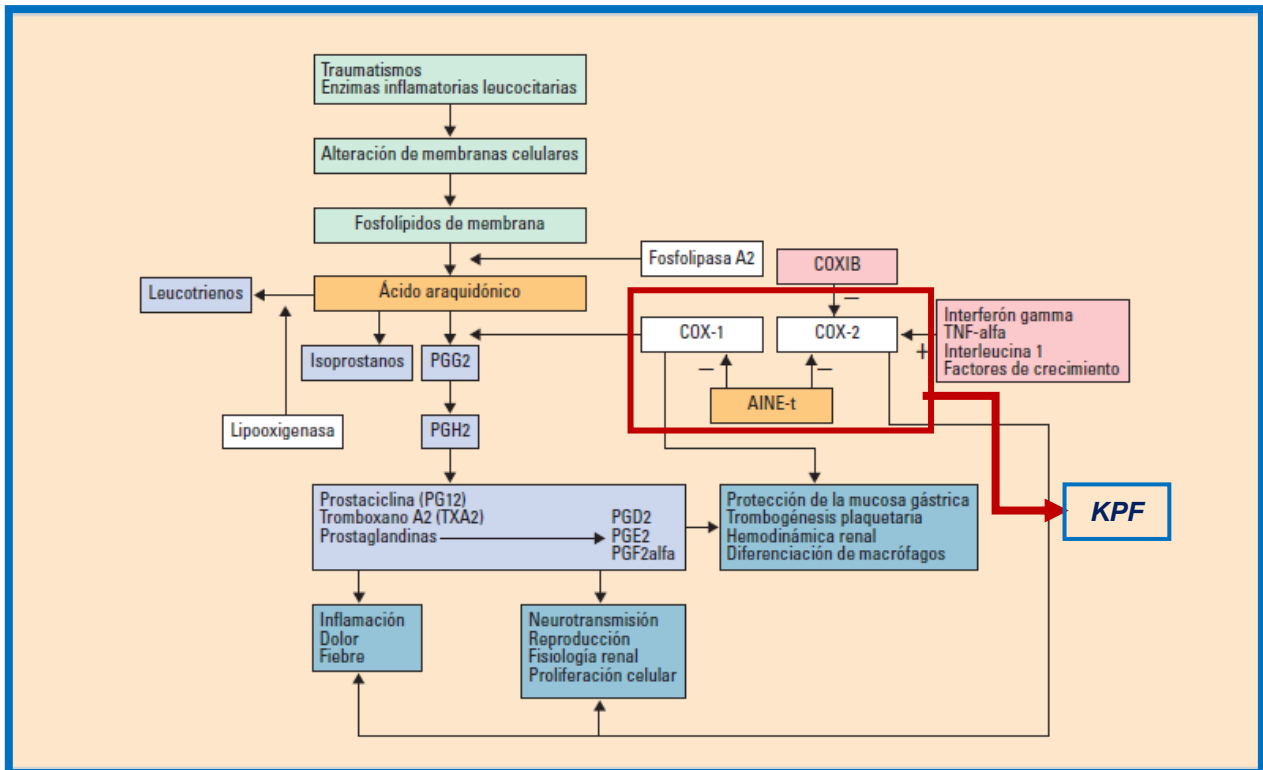 Traumatismos
Enzimas inflamatorias leucocitarias
Alteración de membranas celulares
Fosfolípidos de membrana
Fosfolipasa A2
COXIB
Leucotrienos
Ácido araquidónico
Interferón gamma
TNF-alfa
Interleucina 1
Factores de crecimiento
COX-1
COX-2
–
+
Isoprostanos
PGG2
–
–
AINE-t
Lipooxigenasa
PGH2
Prostaciclina (PG12)
Tromboxano A2 (TXA2)
Prostaglandinas
PGD2
PGE2
PGF2alfa
Protección de la mucosa gástrica
Trombogénesis plaquetaria
Hemodinámica renal
Diferenciación de macrófagos
KPF
Inflamación
Dolor
Fiebre
Neurotransmisión
Reproducción
Fisiología renal
Proliferación celular